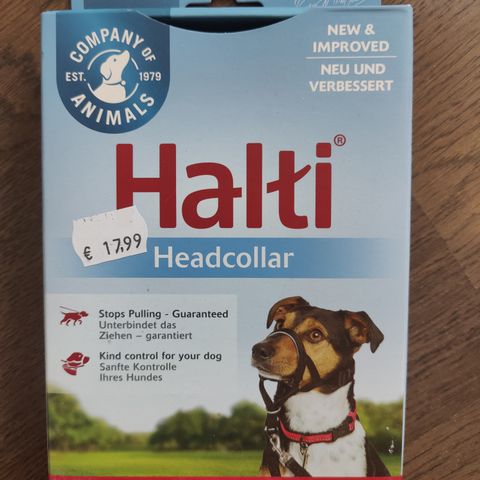 COMPANY OF
EST. 1979
ANIMALS
NEW &
IMPROVED
NEU UND
VERBESSERT
Halti®
€ 17,99
Headcollar
Stops Pulling - Guaranteed
Unterbindet das
Ziehen – garantiert
Kind control for your dog
Sanfte Kontrolle
Ihres Hundes